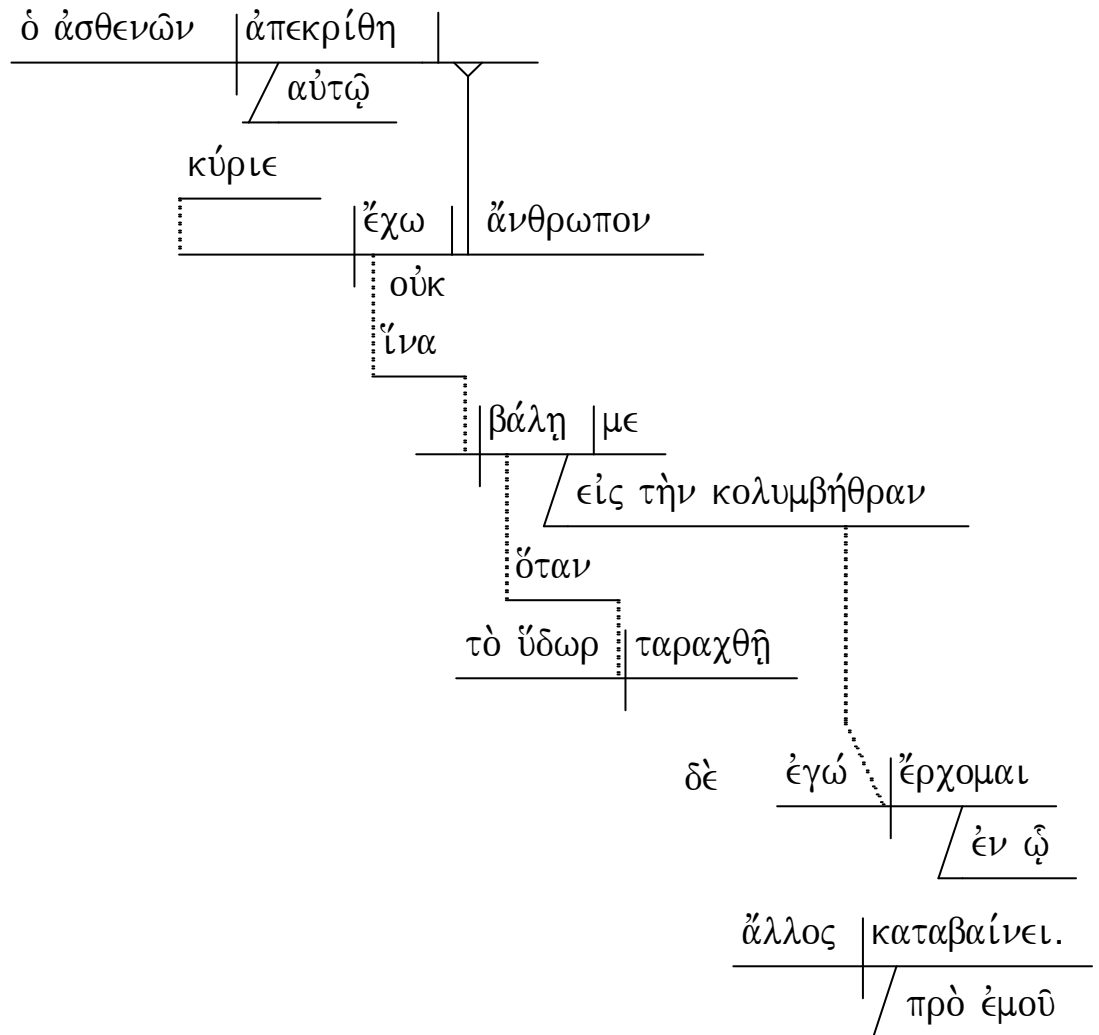 ὁ ἀσθενῶν ἀπεκρίθη
αὐτῷ
κύριε
ἔχω ἄνθρωπον
οὐκ
ἵνα
βάλῃ με
εἰς τὴν κολυμβήθραν
ὅταν
τὸ ὕδωρ ταραχθῇ
δὲ ἐγώ ἔρχομαι
ἐν ᾧ
ἄλλος καταβαίνει.
πρὸ ἐμοῦ